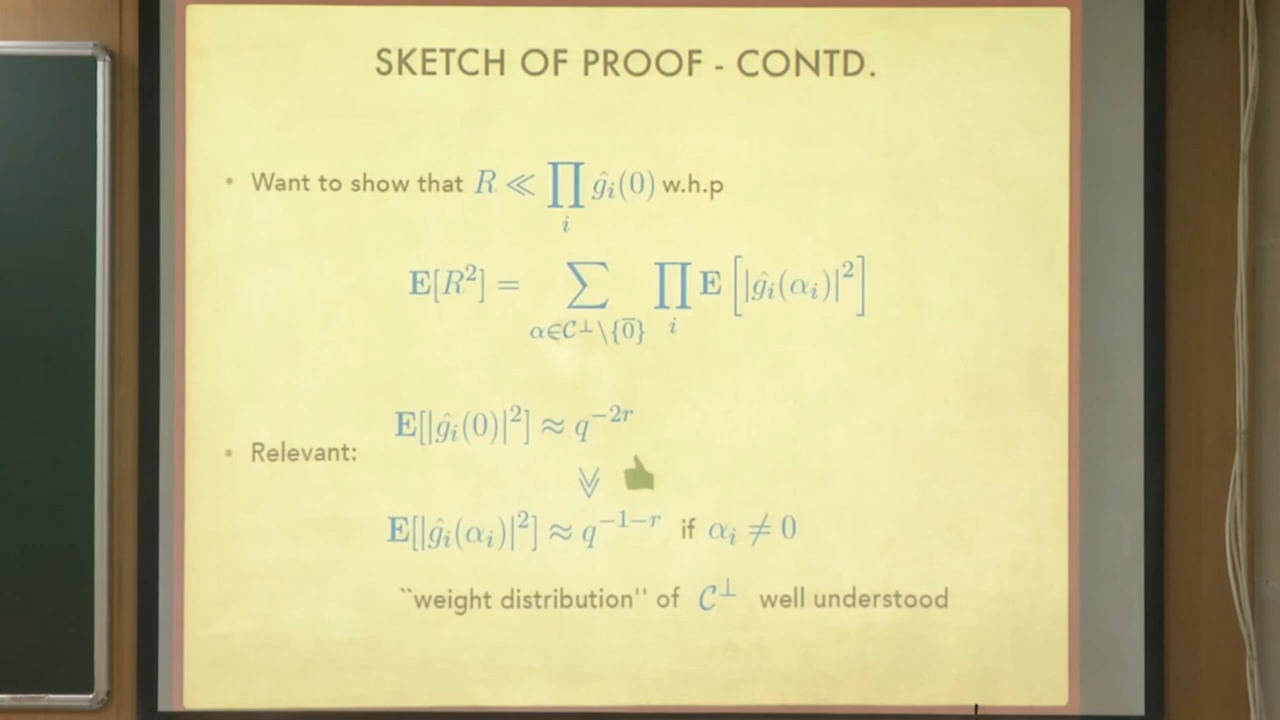 SKETCH OF PROOF - CONTD.
• Want to show that R ≪ ∏_i ĝ_i(0) w.h.p
E[R²] = ∑_{α∈C^⊥\{0̅}} ∏_i E[|ĝ_i(α_i)|²]
E[|ĝ_i(0)|²] ≈ q^{-2r}
• Relevant:
≫
E[|ĝ_i(α_i)|²] ≈ q^{-1-r} if α_i ≠ 0
``weight distribution'' of C^⊥ well understood